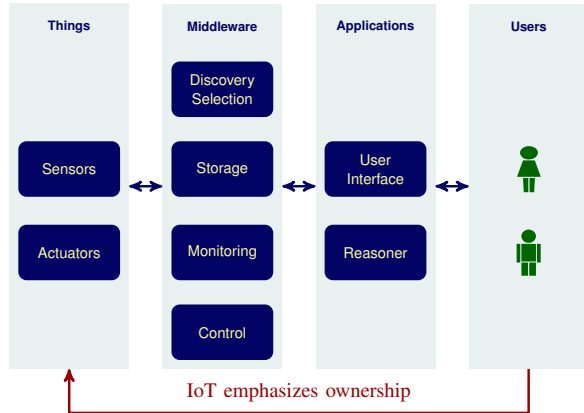 Things
Middleware
Applications
Users
Discovery
Selection
Sensors
Storage
User
Interface
Actuators
Monitoring
Reasoner
Control
IoT emphasizes ownership